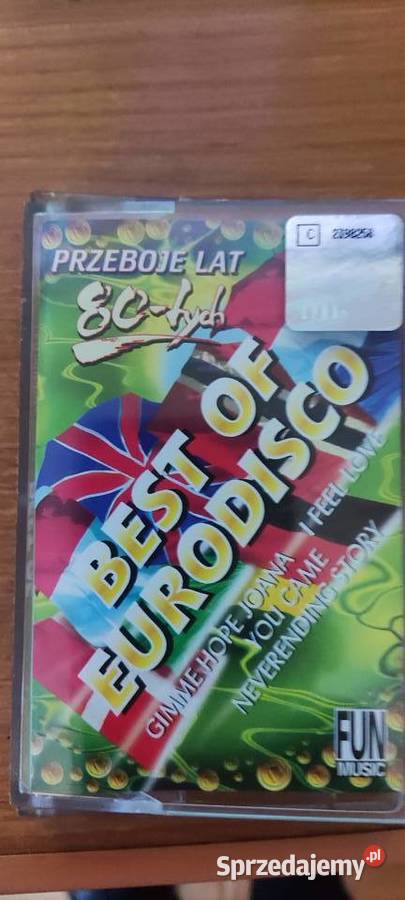 C 2398254
PRZEBOJE LAT
80-tych
BEST OF
EURODISCO
GIMME HOPE JOANA I FEEL LOVE
YOU CAME
NEVERENDING STORY
FUN
MUSIC
Sprzedajemy.pl